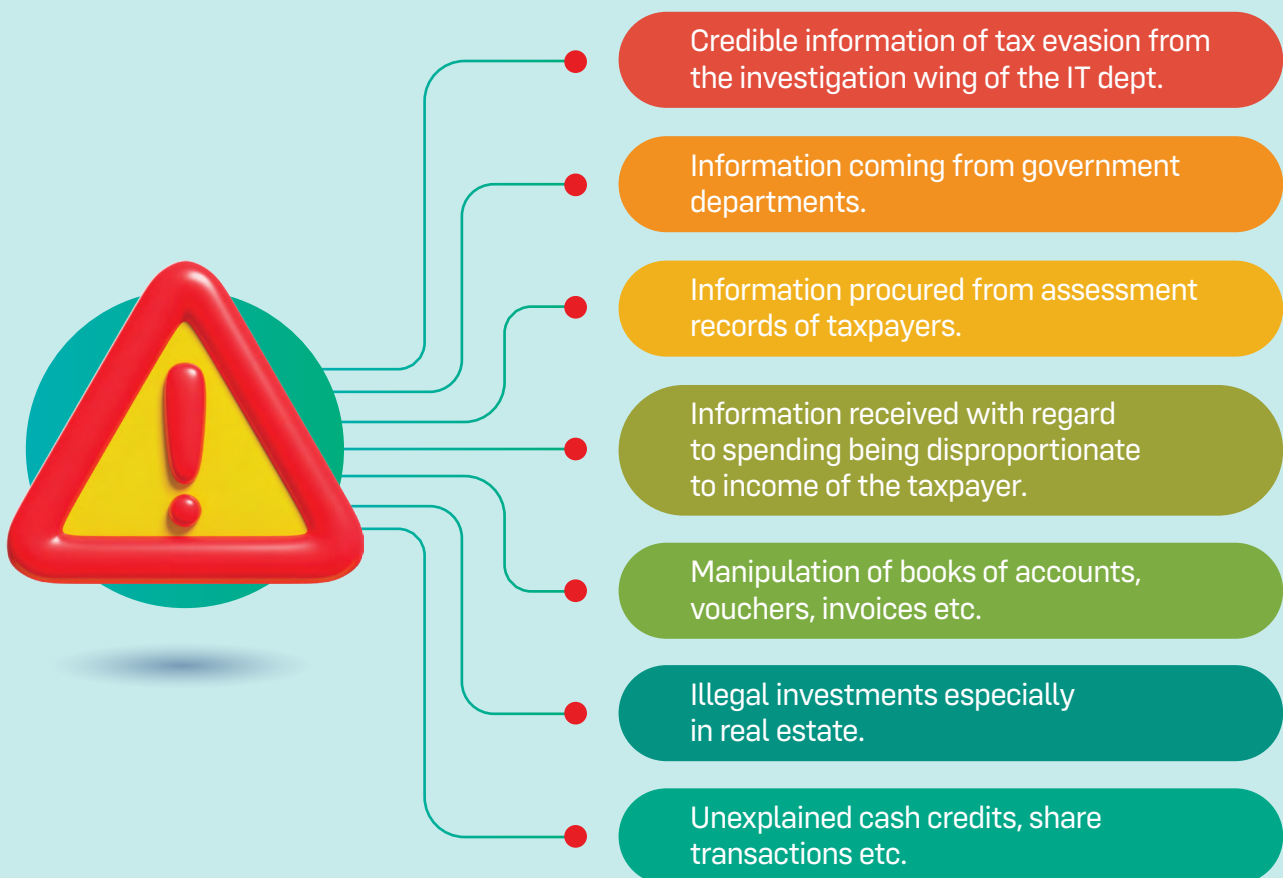 Credible information of tax evasion from
the investigation wing of the IT dept.
Information coming from government
departments.
Information procured from assessment
records of taxpayers.
Information received with regard
to spending being disproportionate
to income of the taxpayer.
Manipulation of books of accounts,
vouchers, invoices etc.
Illegal investments especially
in real estate.
Unexplained cash credits, share
transactions etc.